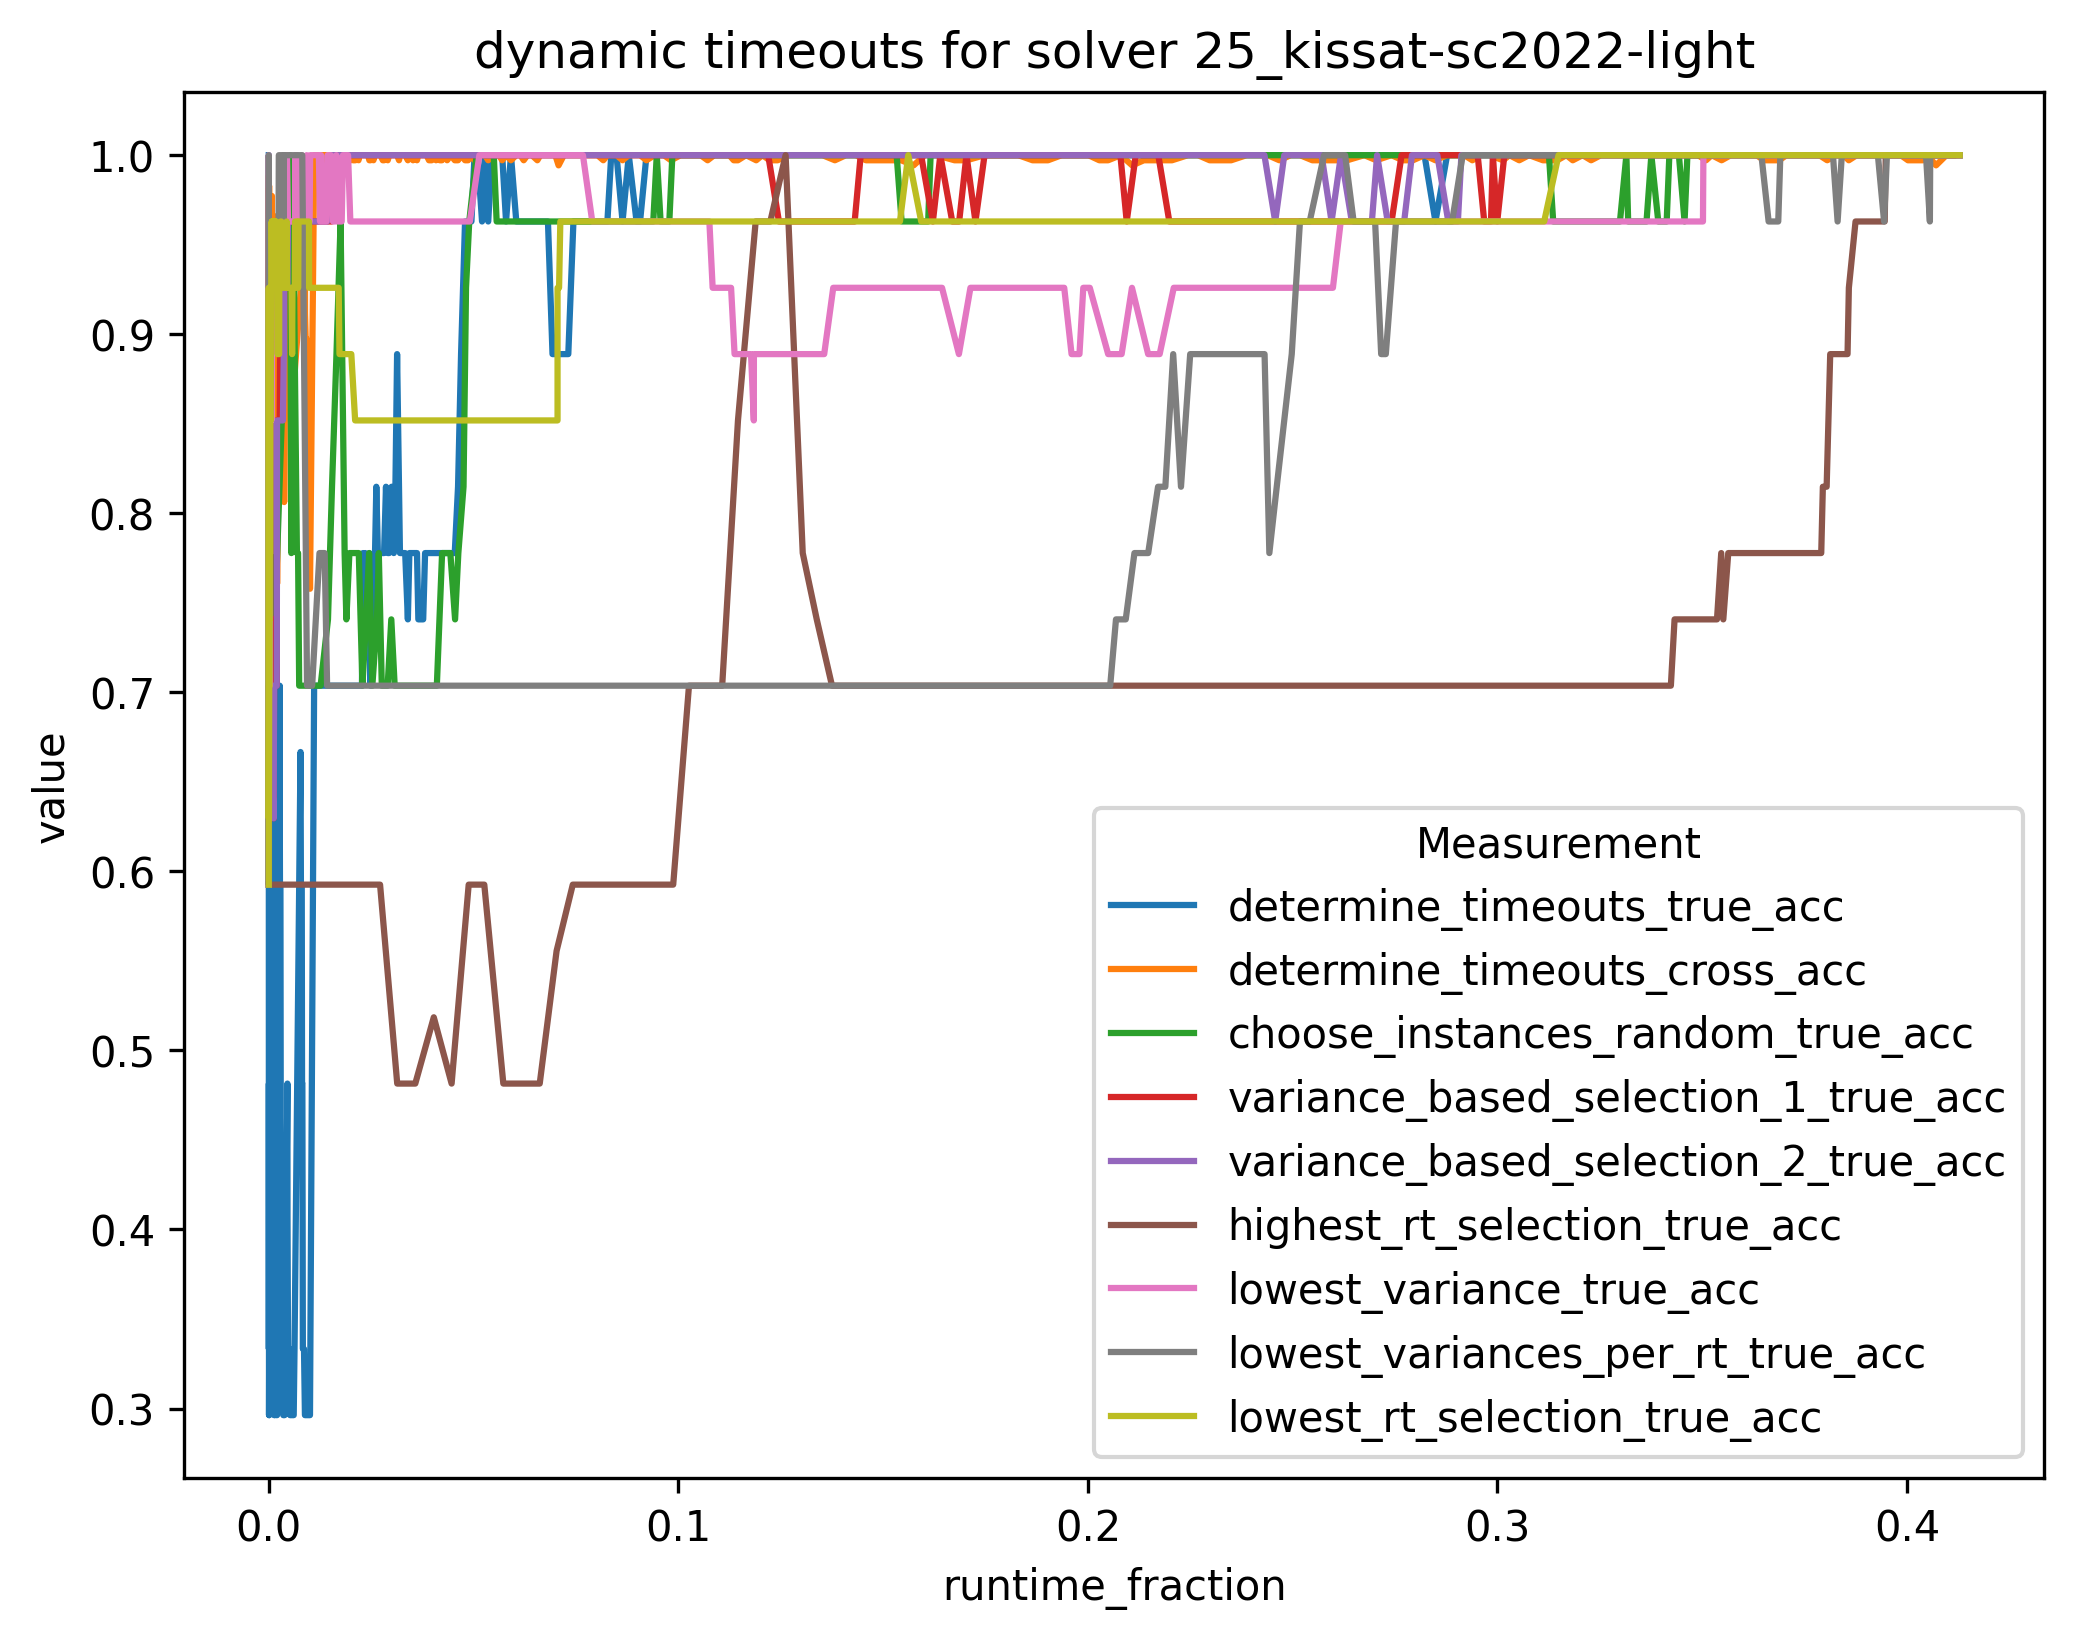 dynamic timeouts for solver 25_kissat-sc2022-light
1.0
0.9
0.8
0.7
0.6
0.5
0.4
0.3
value
0.0 0.1 0.2 0.3 0.4
runtime_fraction
Measurement
determine_timeouts_true_acc
determine_timeouts_cross_acc
choose_instances_random_true_acc
variance_based_selection_1_true_acc
variance_based_selection_2_true_acc
highest_rt_selection_true_acc
lowest_variance_true_acc
lowest_variances_per_rt_true_acc
lowest_rt_selection_true_acc